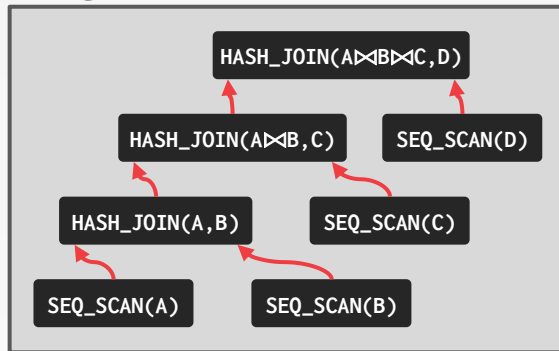 HASH_JOIN(A⨝B⨝C,D)
HASH_JOIN(A⨝B,C)
SEQ_SCAN(D)
HASH_JOIN(A,B)
SEQ_SCAN(C)
SEQ_SCAN(A)
SEQ_SCAN(B)